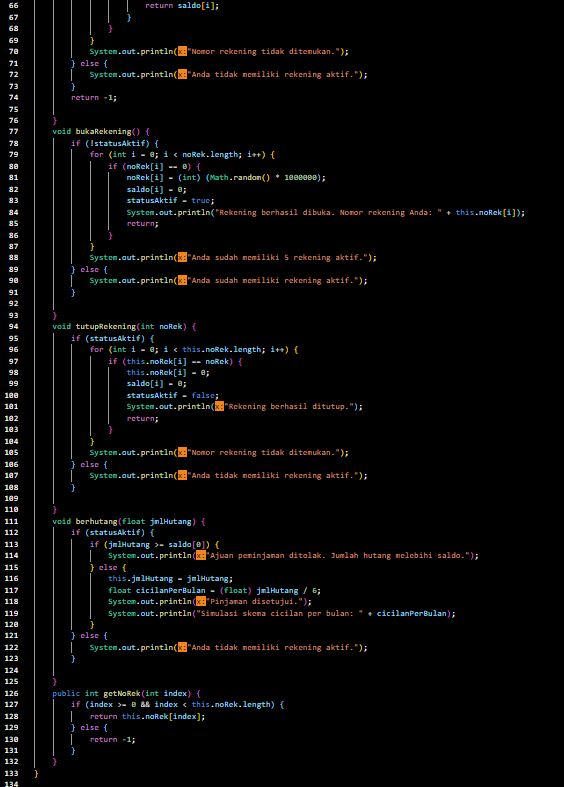 66 return saldo[i];
67 }
68 }
69 }
70 System.out.println(x:"Nomor rekening tidak ditemukan.");
71 } else {
72 System.out.println(x:"Anda tidak memiliki rekening aktif.");
73 }
74 return -1;
75
76 }
77 void bukaRekening() {
78 if (!statusAktif) {
79 for (int i = 0; i < noRek.length; i++) {
80 if (noRek[i] == 0) {
81 noRek[i] = (int) (Math.random() * 1000000);
82 saldo[i] = 0;
83 statusAktif = true;
84 System.out.println("Rekening berhasil dibuka. Nomor rekening Anda: " + this.noRek[i]);
85 return;
86 }
87 }
88 System.out.println(x:"Anda sudah memiliki 5 rekening aktif.");
89 } else {
90 System.out.println(x:"Anda sudah memiliki rekening aktif.");
91 }
92
93 }
94 void tutupRekening(int noRek) {
95 if (statusAktif) {
96 for (int i = 0; i < this.noRek.length; i++) {
97 if (this.noRek[i] == noRek) {
98 this.noRek[i] = 0;
99 saldo[i] = 0;
100 statusAktif = false;
101 System.out.println(x:"Rekening berhasil ditutup.");
102 return;
103 }
104 }
105 System.out.println(x:"Nomor rekening tidak ditemukan.");
106 } else {
107 System.out.println(x:"Anda tidak memiliki rekening aktif.");
108 }
109
110 }
111 void berhutang(float jmlHutang) {
112 if (statusAktif) {
113 if (jmlHutang >= saldo[0]) {
114 System.out.println(x:"Ajuan peminjaman ditolak. Jumlah hutang melebihi saldo.");
115 } else {
116 this.jmlHutang = jmlHutang;
117 float cicilanPerBulan = (float) jmlHutang / 6;
118 System.out.println(x:"Pinjaman disetujui.");
119 System.out.println("Simulasi skema cicilan per bulan: " + cicilanPerBulan);
120 }
121 } else {
122 System.out.println(x:"Anda tidak memiliki rekening aktif.");
123 }
124
125 }
126 public int getNoRek(int index) {
127 if (index >= 0 && index < this.noRek.length) {
128 return this.noRek[index];
129 } else {
130 return -1;
131 }
132 }
133 }
134